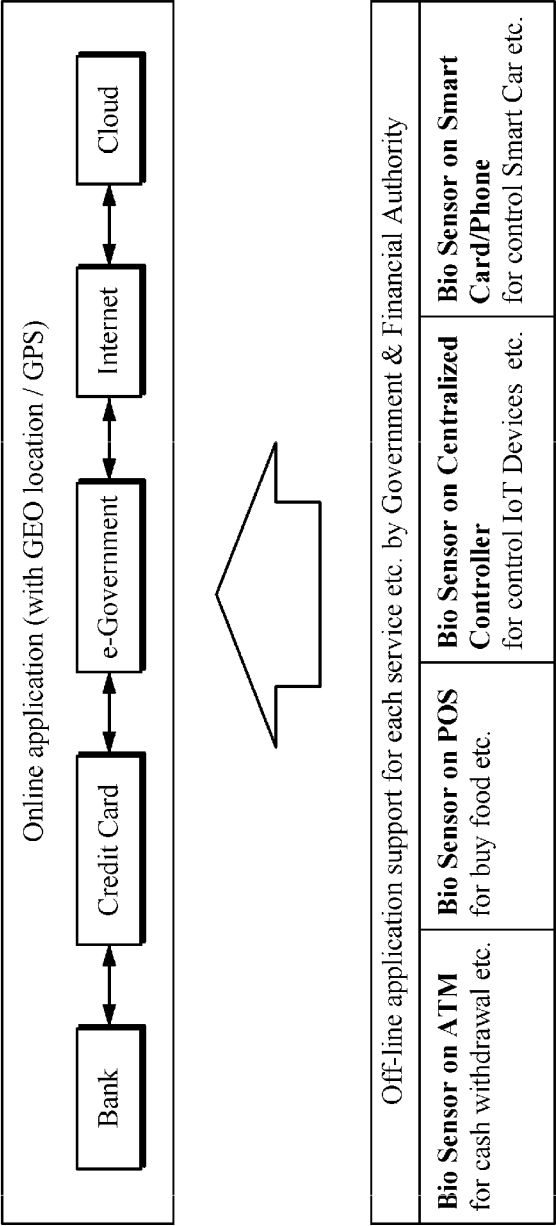 Online application (with GEO location / GPS)
Bank
Credit Card
e-Government
Internet
Cloud
Off-line application support for each service etc. by Government & Financial Authority
Bio Sensor on ATM
for cash withdrawal etc.
Bio Sensor on POS
for buy food etc.
Bio Sensor on Centralized
Controller
for control IoT Devices etc.
Bio Sensor on Smart
Card/Phone
for control Smart Car etc.